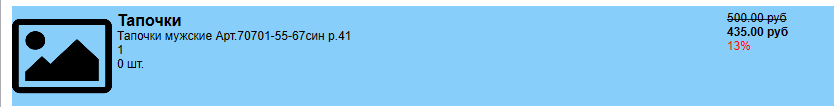 Тапочки
Тапочки мужские Арт.70701-55-67син р.41
1
0 шт.
500.00 руб
435.00 руб
13%